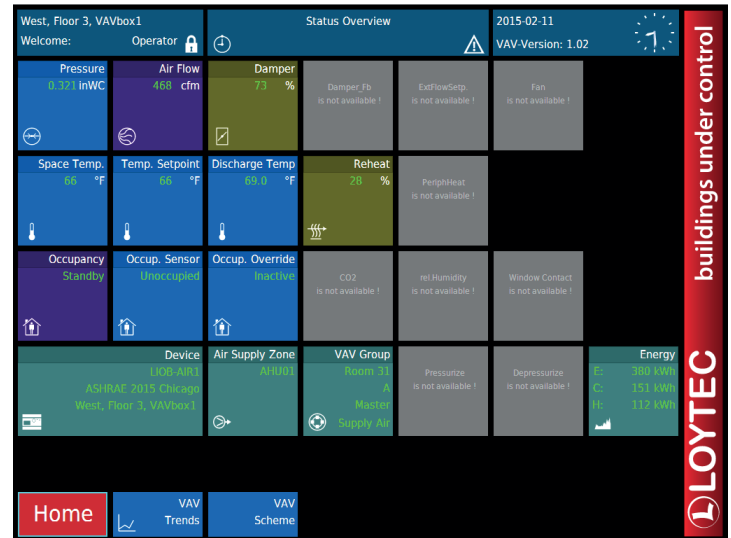 West, Floor 3, VAVbox1
Welcome: Operator
Status Overview
2015-02-11
VAV-Version: 1.02
Pressure
0.321 inWC
Air Flow
468 cfm
Damper
73 %
Damper_Fb
is not available !
ExtFlowSetp.
is not available !
Fan
is not available !
Space Temp.
66 °F
Temp. Setpoint
66 °F
Discharge Temp
69.0 °F
Reheat
28 %
PeriphHeat
is not available !
Occupancy
Standby
Occup. Sensor
Unoccupied
Occup. Override
Inactive
CO2
is not available !
rel.Humidity
is not available !
Window Contact
is not available !
Device
LIOB-AIR1
ASHRAE 2015 Chicago
West, Floor 3, VAVbox1
Air Supply Zone
AHU01
VAV Group
Room 31
A
Master
Supply Air
Pressurize
is not available !
Depressurize
is not available !
Energy
E: 380 kWh
C: 151 kWh
H: 112 kWh
Home
VAV
Trends
VAV
Scheme
LOYTEC buildings under control